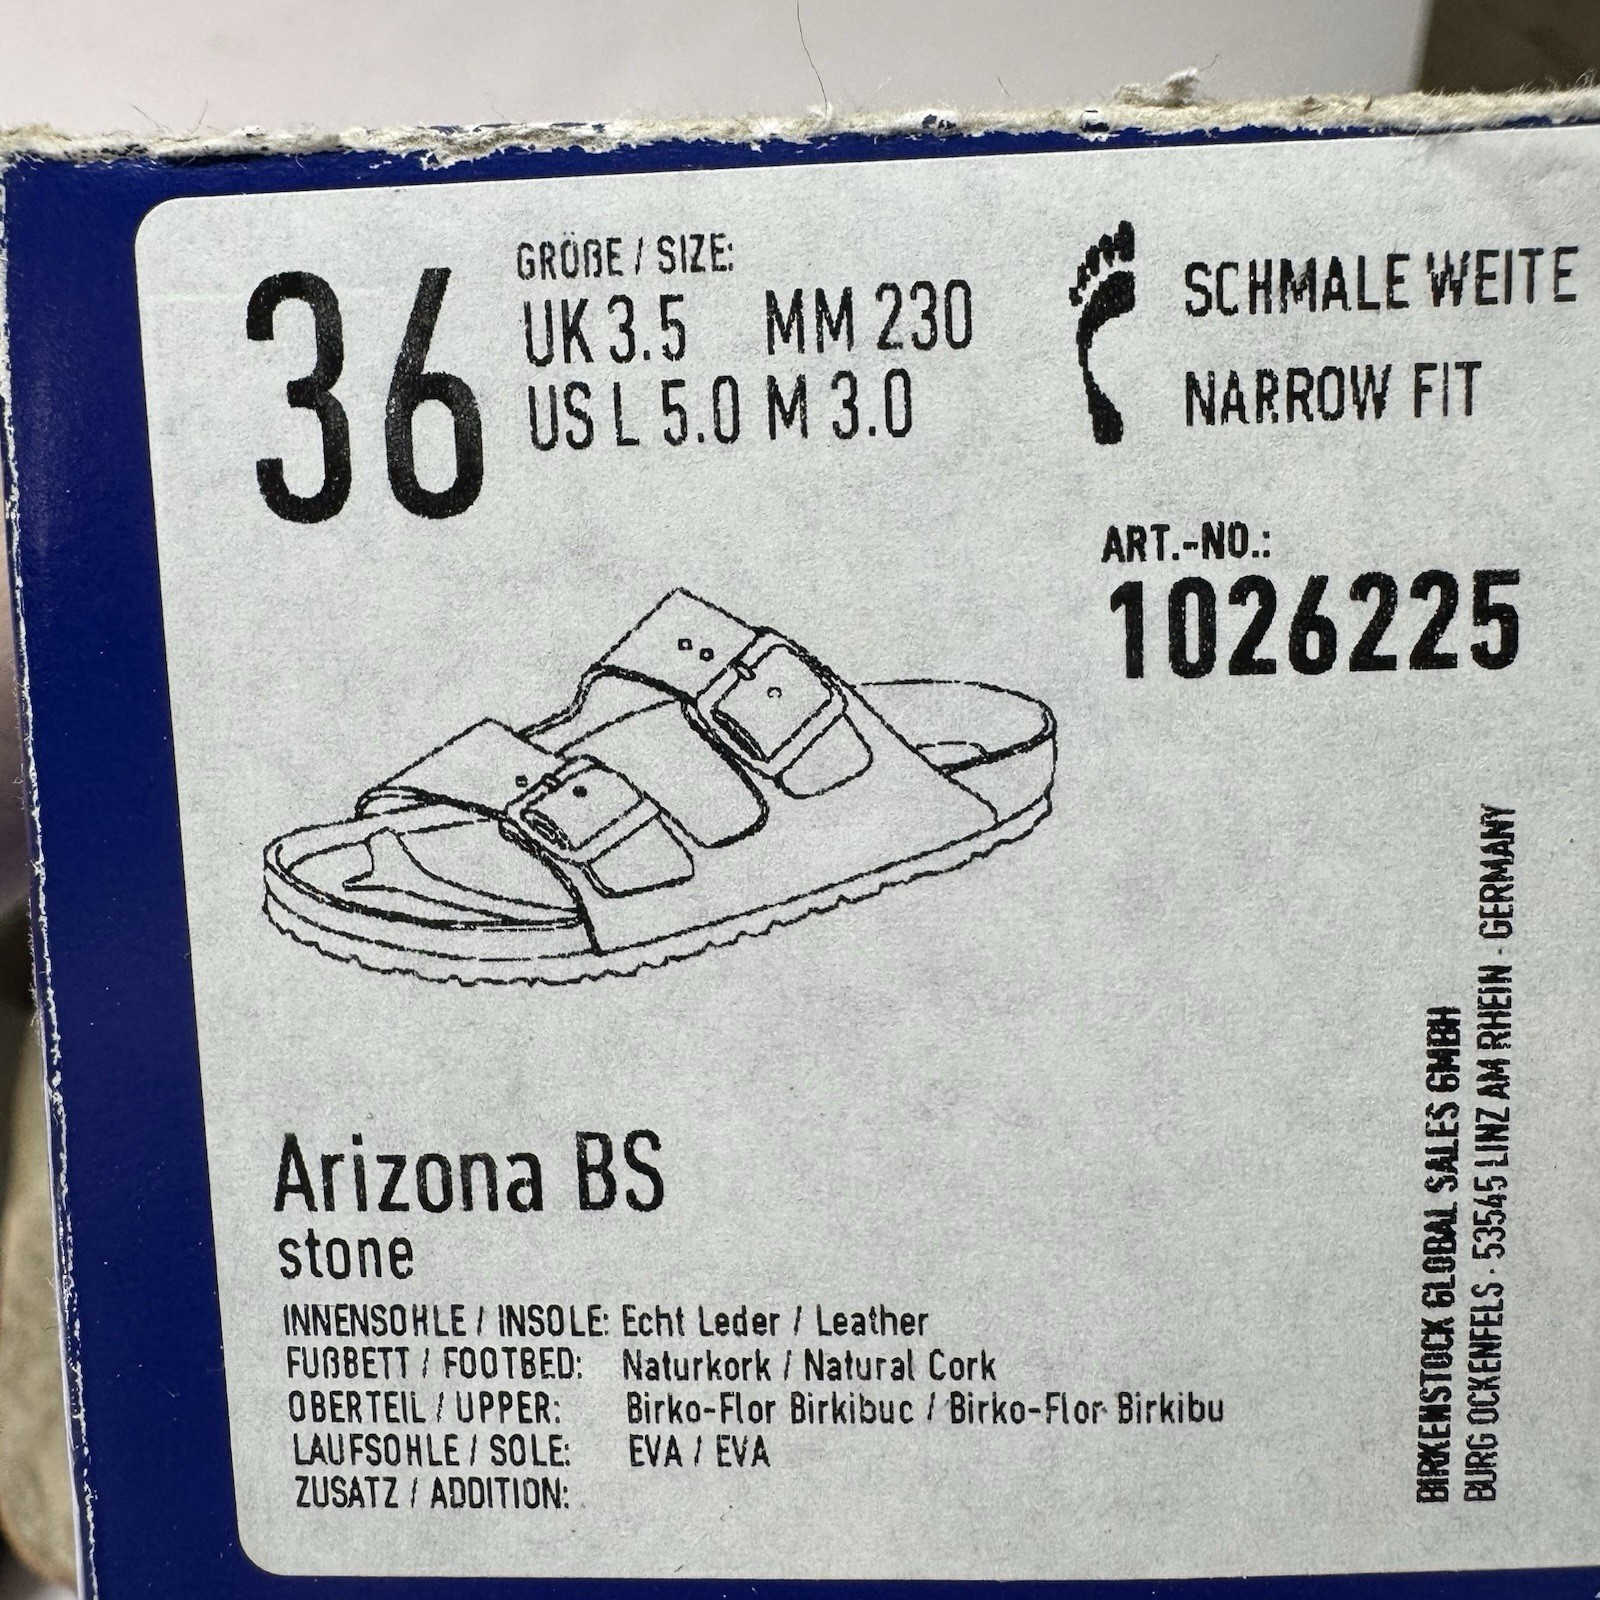 36
GRÖßE / SIZE:
UK 3.5 MM 230
US L 5.0 M 3.0
SCHMALE WEITE
NARROW FIT
ART.-NO.:
1026225
Arizona BS
stone
INNENSOHLE / INSOLE: Echt Leder / Leather
FUßBETT / FOOTBED: Naturkork / Natural Cork
OBERTEIL / UPPER: Birko-Flor Birkibuc / Birko-Flor Birkibu
LAUFSOHLE / SOLE: EVA / EVA
ZUSATZ / ADDITION:
BIRKENSTOCK GLOBAL SALES GMBH
BURG OCKENFELS · 53545 LINZ AM RHEIN · GERMANY